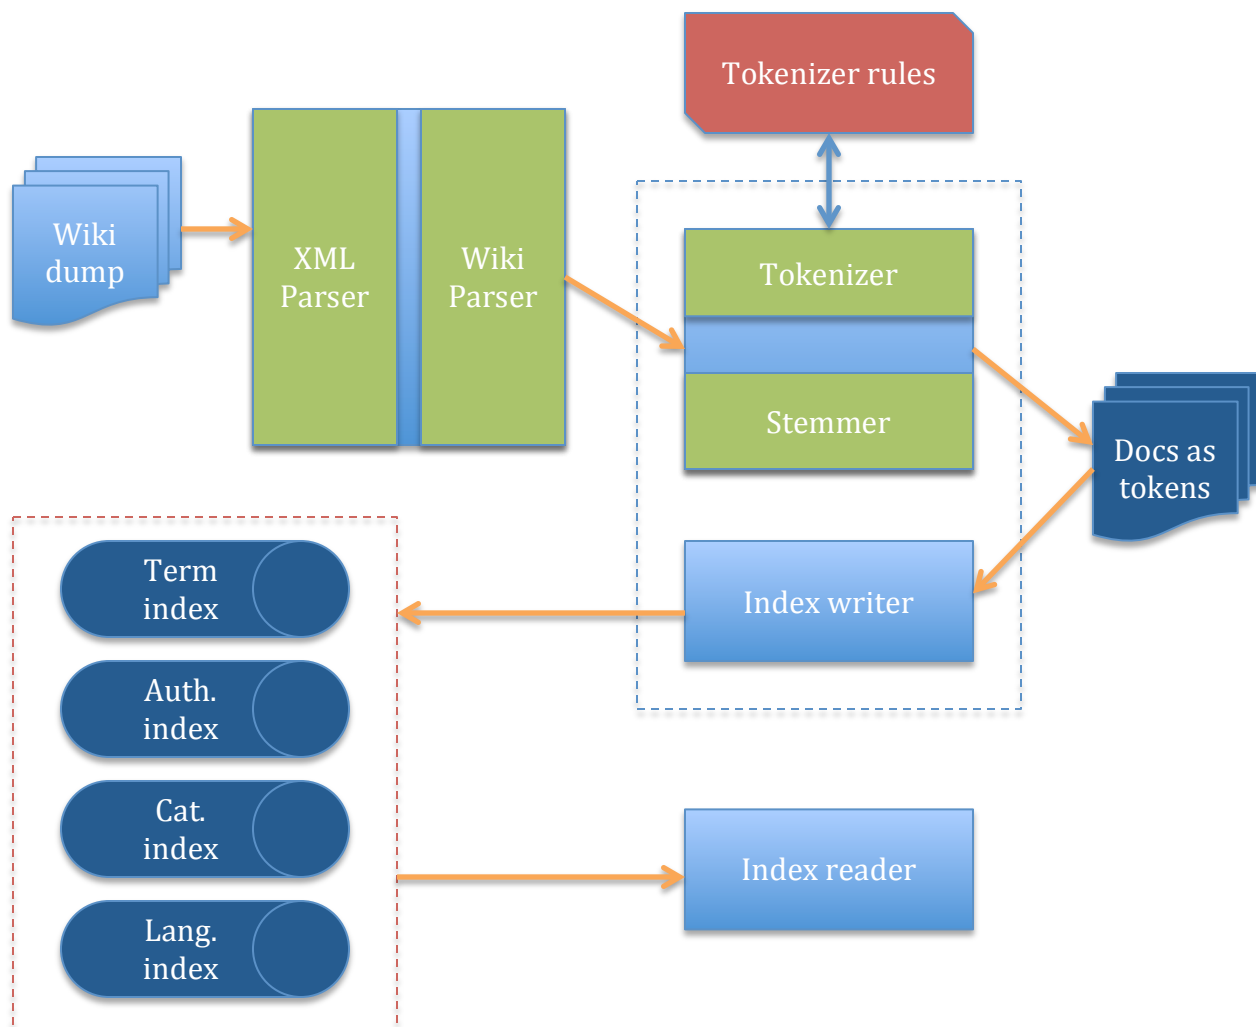 Tokenizer rules
Wiki
dump
XML
Parser
Wiki
Parser
Tokenizer
Stemmer
Docs as
tokens
Term
index
Auth.
index
Cat.
index
Lang.
index
Index writer
Index reader